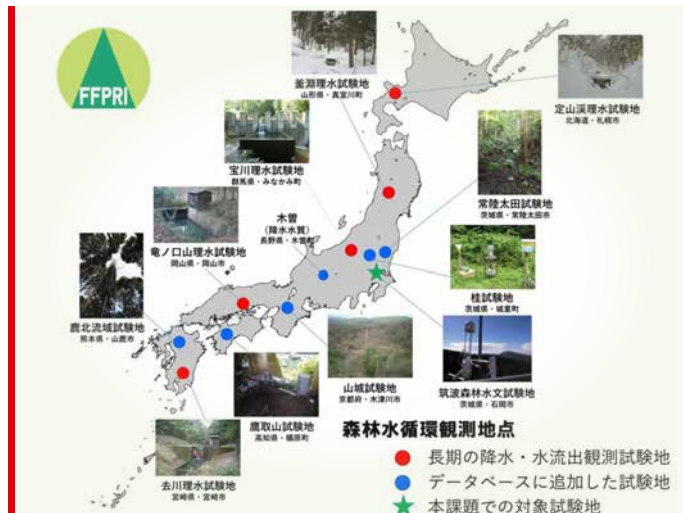 FFPRI
釜淵理水試験地
山形県・真室川町
定山渓理水試験地
北海道・札幌市
宝川理水試験地
群馬県・みなかみ町
常陸太田試験地
茨城県・常陸太田市
木曽
(降水水質)
長野県・木曽町
竜ノ口山理水試験地
岡山県・岡山市
桂試験地
茨城県・城里町
鹿北流域試験地
熊本県・山鹿市
山城試験地
京都府・木津川市
筑波森林水文試験地
茨城県・石岡市
鷹取山試験地
高知県・檮原町
去川理水試験地
宮崎県・宮崎市
森林水循環観測地点
長期の降水・水流出観測試験地
データベースに追加した試験地
本課題での対象試験地